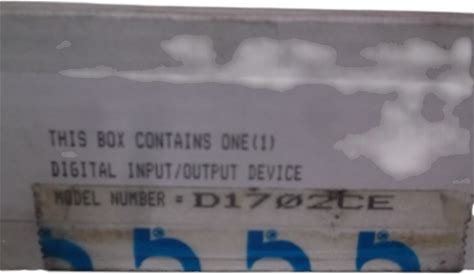 THIS BOX CONTAINS ONE(1)
DIGITAL INPUT/OUTPUT DEVICE
MODEL NUMBER = D1702CE